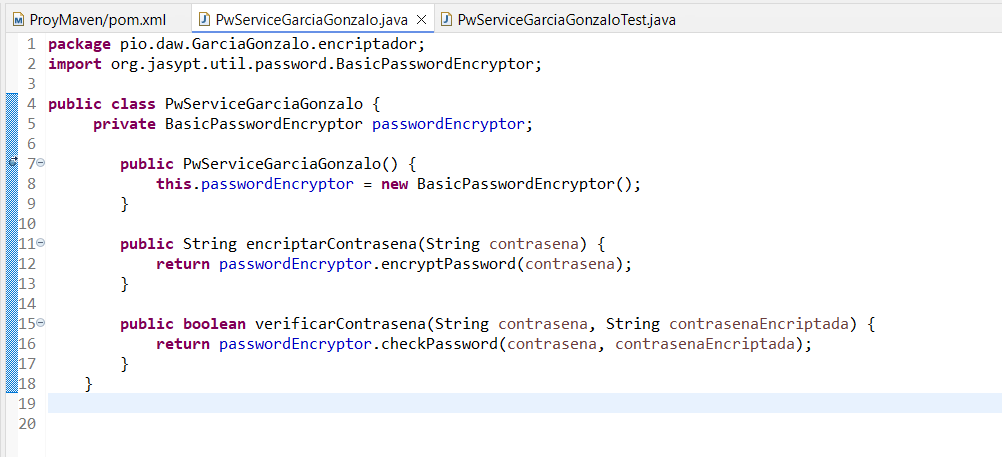 ProyMaven/pom.xml PwServiceGarciaGonzalo.java PwServiceGarciaGonzaloTest.java
1 package pio.daw.GarciaGonzalo.encriptador;
2 import org.jasypt.util.password.BasicPasswordEncryptor;
3
4 public class PwServiceGarciaGonzalo {
5 private BasicPasswordEncryptor passwordEncryptor;
6
7 public PwServiceGarciaGonzalo() {
8 this.passwordEncryptor = new BasicPasswordEncryptor();
9 }
10
11 public String encriptarContrasena(String contrasena) {
12 return passwordEncryptor.encryptPassword(contrasena);
13 }
14
15 public boolean verificarContrasena(String contrasena, String contrasenaEncriptada) {
16 return passwordEncryptor.checkPassword(contrasena, contrasenaEncriptada);
17 }
18 }
19
20